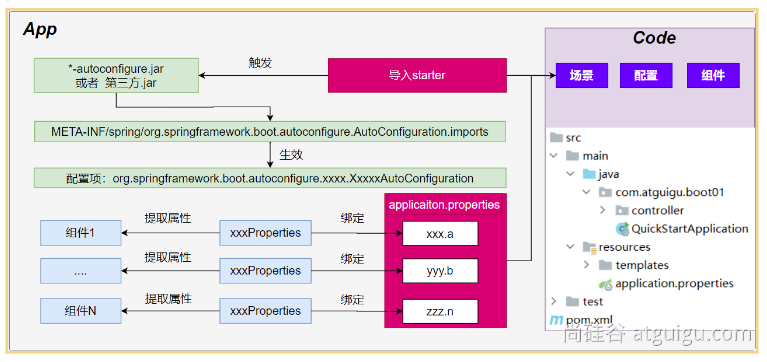 App
Code
*-autoconfigure.jar
或者 第三方.jar
触发
导入starter
场景
配置
组件
META-INF/spring/org.springframework.boot.autoconfigure.AutoConfiguration.imports
生效
配置项：org.springframework.boot.autoconfigure.xxxx.XxxxxAutoConfiguration
applicaiton.properties
组件1
提取属性
xxxProperties
绑定
xxx.a
....
提取属性
xxxProperties
绑定
yyy.b
组件N
提取属性
xxxProperties
绑定
zzz.n
src
main
java
com.atguigu.boot01
controller
QuickStartApplication
resources
templates
application.properties
test
pom.xml
尚硅谷 atguigu.com